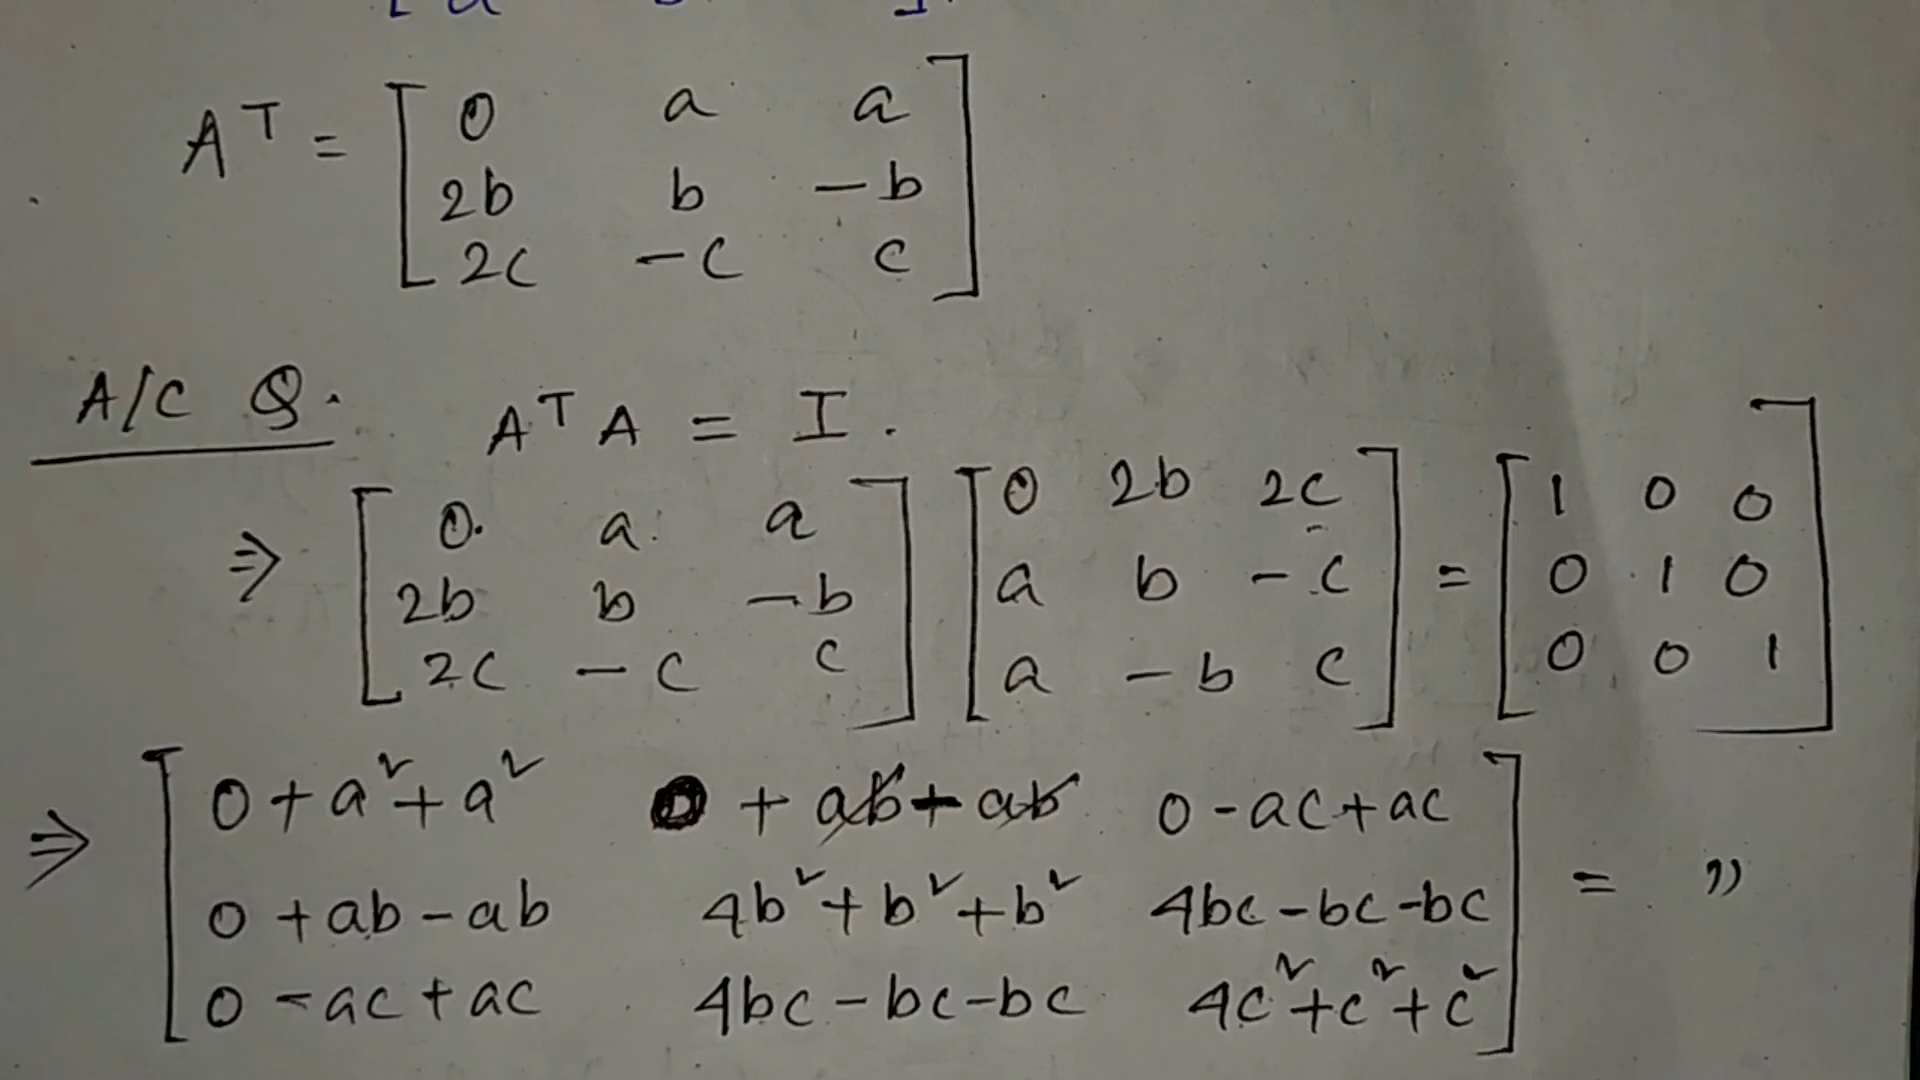 A^T = [ 0 a a
2b b -b
2c -c c ]
A/C Q. A^T A = I.
⇒ [ 0 a a [ 0 2b 2c = [ 1 0 0
2b b -b a b -c 0 1 0
2c -c c ] a -b c ] 0 0 1 ]
⇒ [ 0+a²+a² 0+ab+ab 0-ac+ac
0+ab-ab 4b²+b²+b² 4bc-bc-bc = ”
0-ac+ac 4bc-bc-bc 4c²+c²+c² ]